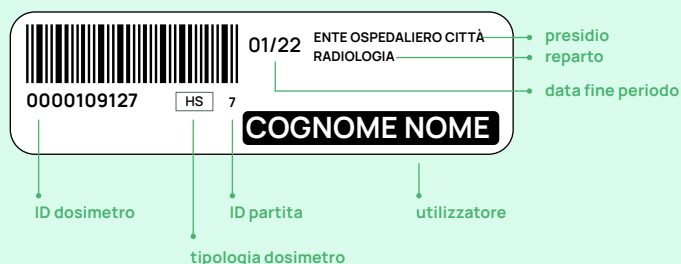 01/22
ENTE OSPEDALIERO CITTÀ
RADIOLOGIA
presidio
reparto
data fine periodo
0000109127
HS
7
COGNOME NOME
ID dosimetro
ID partita
utilizzatore
tipologia dosimetro